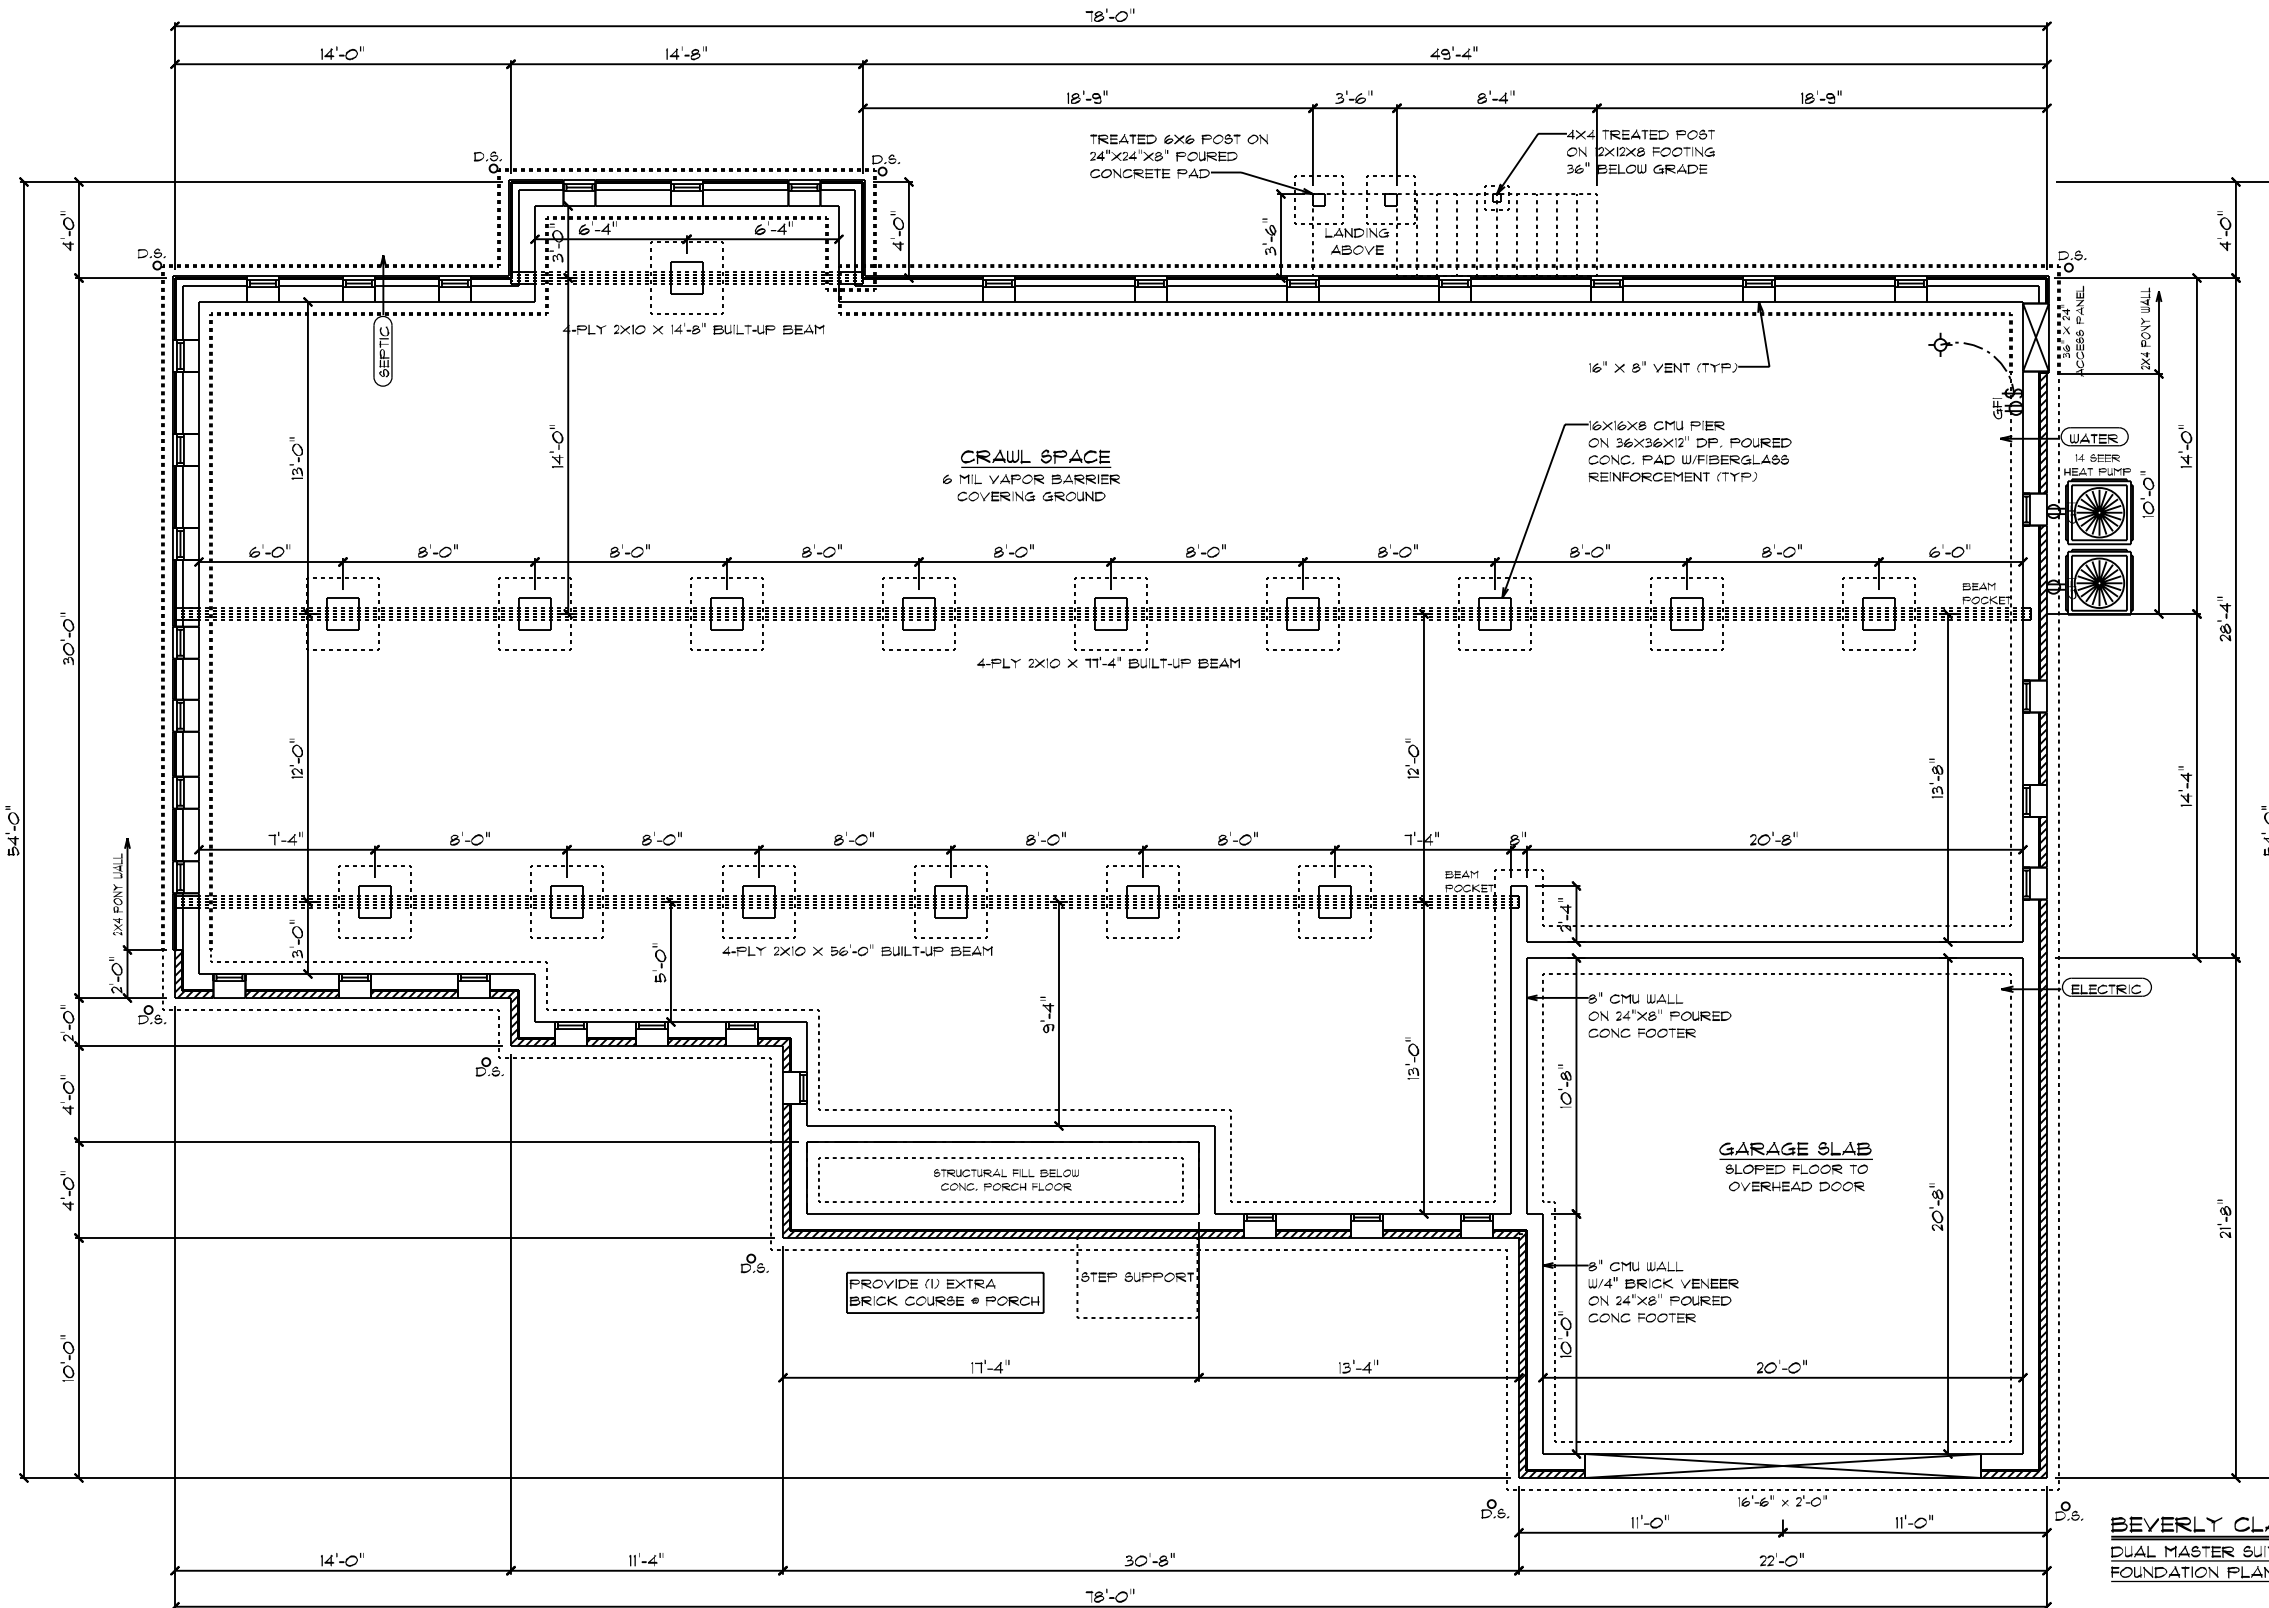 78'-0"
14'-0" 14'-8" 49'-4"
18'-9" 3'-6" 8'-4" 18'-9"
TREATED 6X6 POST ON
24"X24"X8" POURED
CONCRETE PAD
4X4 TREATED POST
ON 12X12X8 FOOTING
36" BELOW GRADE
D.S.
D.S.
4'-0"
6'-4" 6'-4"
3'-0"
4'-0"
3'-6"
LANDING
ABOVE
4'-0"
D.S.
D.S.
SEPTIC
4-PLY 2X10 X 14'-8" BUILT-UP BEAM
16" X 8" VENT (TYP)
36" X 24"
ACCESS PANEL
2X4 PONY WALL
GFI
WATER
14 SEER
HEAT PUMP
10'-0"
14'-0"
13'-0"
14'-0"
CRAWL SPACE
6 MIL VAPOR BARRIER
COVERING GROUND
16X16X8 CMU PIER
ON 36X36X12" DP. POURED
CONC. PAD W/FIBERGLASS
REINFORCEMENT (TYP)
6'-0" 8'-0" 8'-0" 8'-0" 8'-0" 8'-0" 8'-0" 8'-0" 8'-0" 6'-0"
BEAM
POCKET
30'-0"
28'-4"
4-PLY 2X10 X 77'-4" BUILT-UP BEAM
12'-0"
12'-0"
13'-8"
14'-4"
54'-0"
54'-0"
7'-4" 8'-0" 8'-0" 8'-0" 8'-0" 8'-0" 7'-4" 8" 20'-8"
BEAM
POCKET
2X4 PONY WALL
2'-0"
3'-0"
4-PLY 2X10 X 56'-0" BUILT-UP BEAM
5'-0"
9'-4"
2'-4"
ELECTRIC
8" CMU WALL
ON 24"X8" POURED
CONC FOOTER
D.S.
2'-0"
D.S.
4'-0"
13'-0"
10'-8"
4'-0"
STRUCTURAL FILL BELOW
CONC. PORCH FLOOR
GARAGE SLAB
SLOPED FLOOR TO
OVERHEAD DOOR
20'-8"
21'-8"
D.S.
PROVIDE (1) EXTRA
BRICK COURSE @ PORCH
STEP SUPPORT
8" CMU WALL
W/4" BRICK VENEER
ON 24"X8" POURED
CONC FOOTER
10'-0"
10'-0"
17'-4" 13'-4" 20'-0"
16'-6" x 2'-0"
D.S.
D.S.
11'-0" 11'-0"
14'-0" 11'-4" 30'-8" 22'-0"
78'-0"
BEVERLY CLA
DUAL MASTER SUI
FOUNDATION PLAN